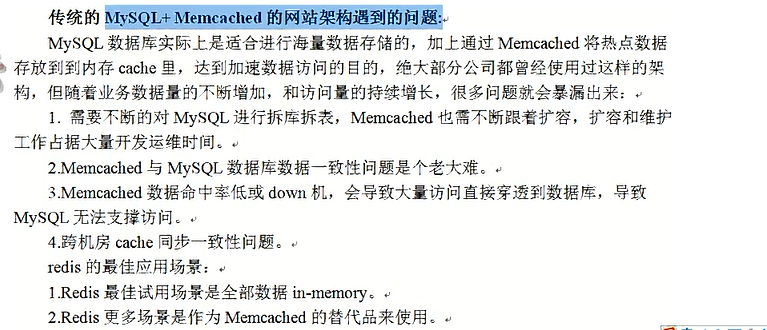 传统的 MySQL+ Memcached 的网站架构遇到的问题:
MySQL 数据库实际上是适合进行海量数据存储的，加上通过 Memcached 将热点数据
存放到到内存 cache 里，达到加速数据访问的目的，绝大部分公司都曾经使用过这样的架
构，但随着业务数据量的不断增加，和访问量的持续增长，很多问题就会暴漏出来：
1. 需要不断的对 MySQL 进行拆库拆表，Memcached 也需不断跟着扩容，扩容和维护
工作占据大量开发运维时间。
2.Memcached 与 MySQL 数据库数据一致性问题是个老大难。
3.Memcached 数据命中率低或 down 机，会导致大量访问直接穿透到数据库，导致
MySQL 无法支撑访问。
4.跨机房 cache 同步一致性问题。
redis 的最佳应用场景：
1.Redis 最佳试用场景是全部数据 in-memory。
2.Redis 更多场景是作为 Memcached 的替代品来使用。